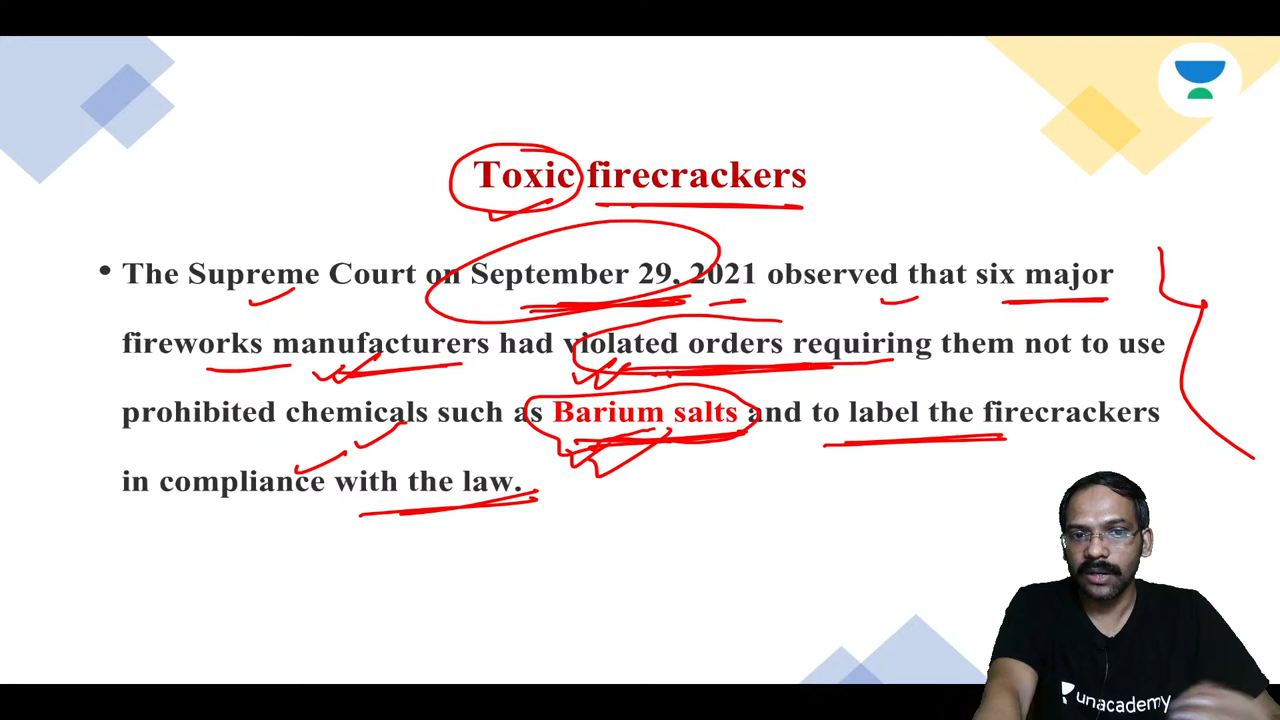 Toxic firecrackers
• The Supreme Court on September 29, 2021 observed that six major
fireworks manufacturers had violated orders requiring them not to use
prohibited chemicals such as Barium salts and to label the firecrackers
in compliance with the law.
unacademy